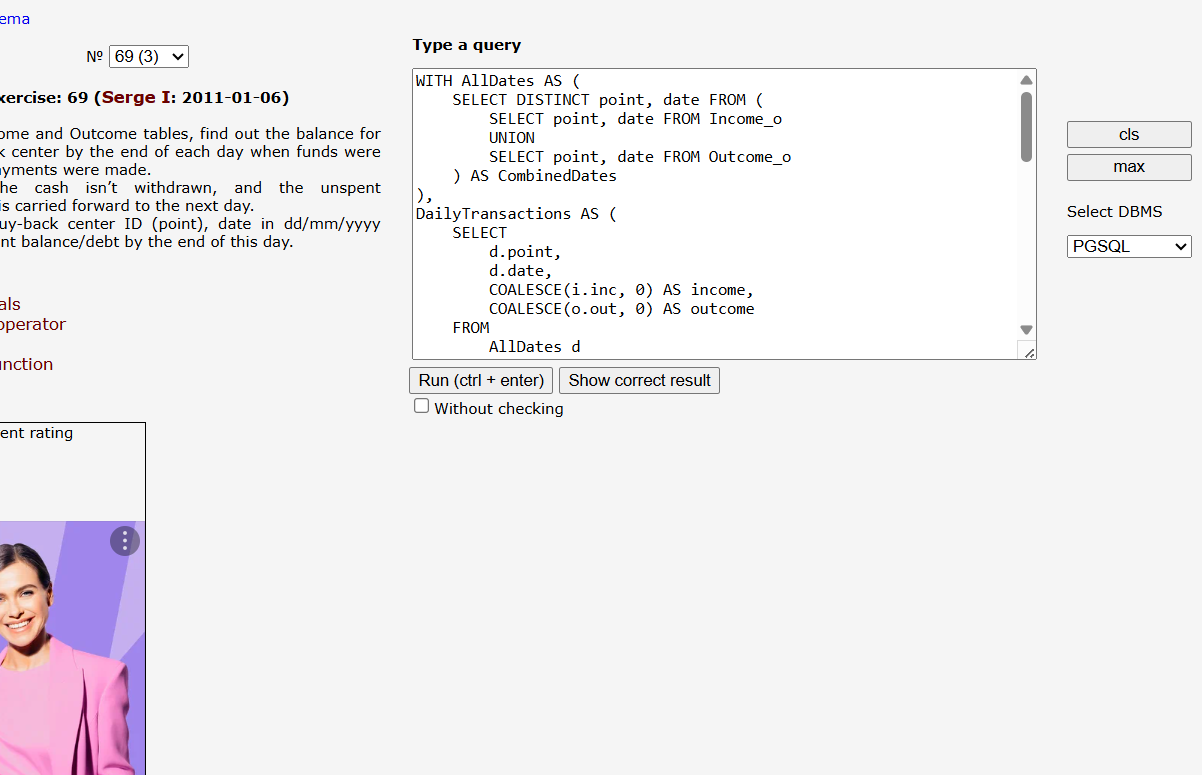 ema
Nº 69 (3)
xercise: 69 (Serge I: 2011-01-06)
ome and Outcome tables, find out the balance for
k center by the end of each day when funds were
ayments were made.
he cash isn’t withdrawn, and the unspent
is carried forward to the next day.
uy-back center ID (point), date in dd/mm/yyyy
nt balance/debt by the end of this day.
als
operator
unction
ent rating
Type a query
WITH AllDates AS (
    SELECT DISTINCT point, date FROM (
        SELECT point, date FROM Income_o
        UNION
        SELECT point, date FROM Outcome_o
    ) AS CombinedDates
),
DailyTransactions AS (
    SELECT
        d.point,
        d.date,
        COALESCE(i.inc, 0) AS income,
        COALESCE(o.out, 0) AS outcome
    FROM
        AllDates d
Run (ctrl + enter) Show correct result
Without checking
cls
max
Select DBMS
PGSQL